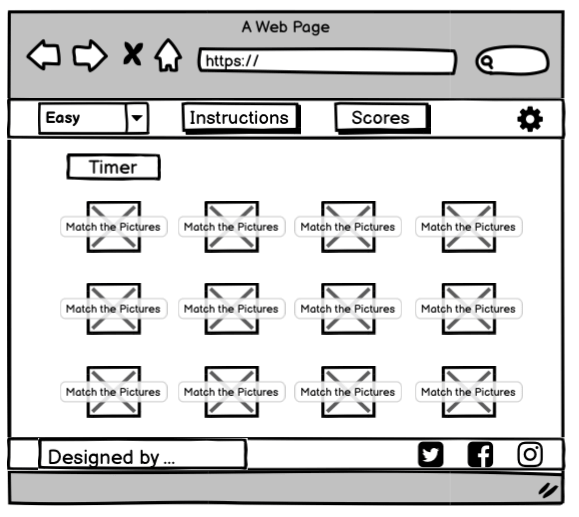 A Web Page
https://
Easy
Instructions
Scores
Timer
Match the Pictures
Match the Pictures
Match the Pictures
Match the Pictures
Match the Pictures
Match the Pictures
Match the Pictures
Match the Pictures
Match the Pictures
Match the Pictures
Match the Pictures
Match the Pictures
Designed by ...